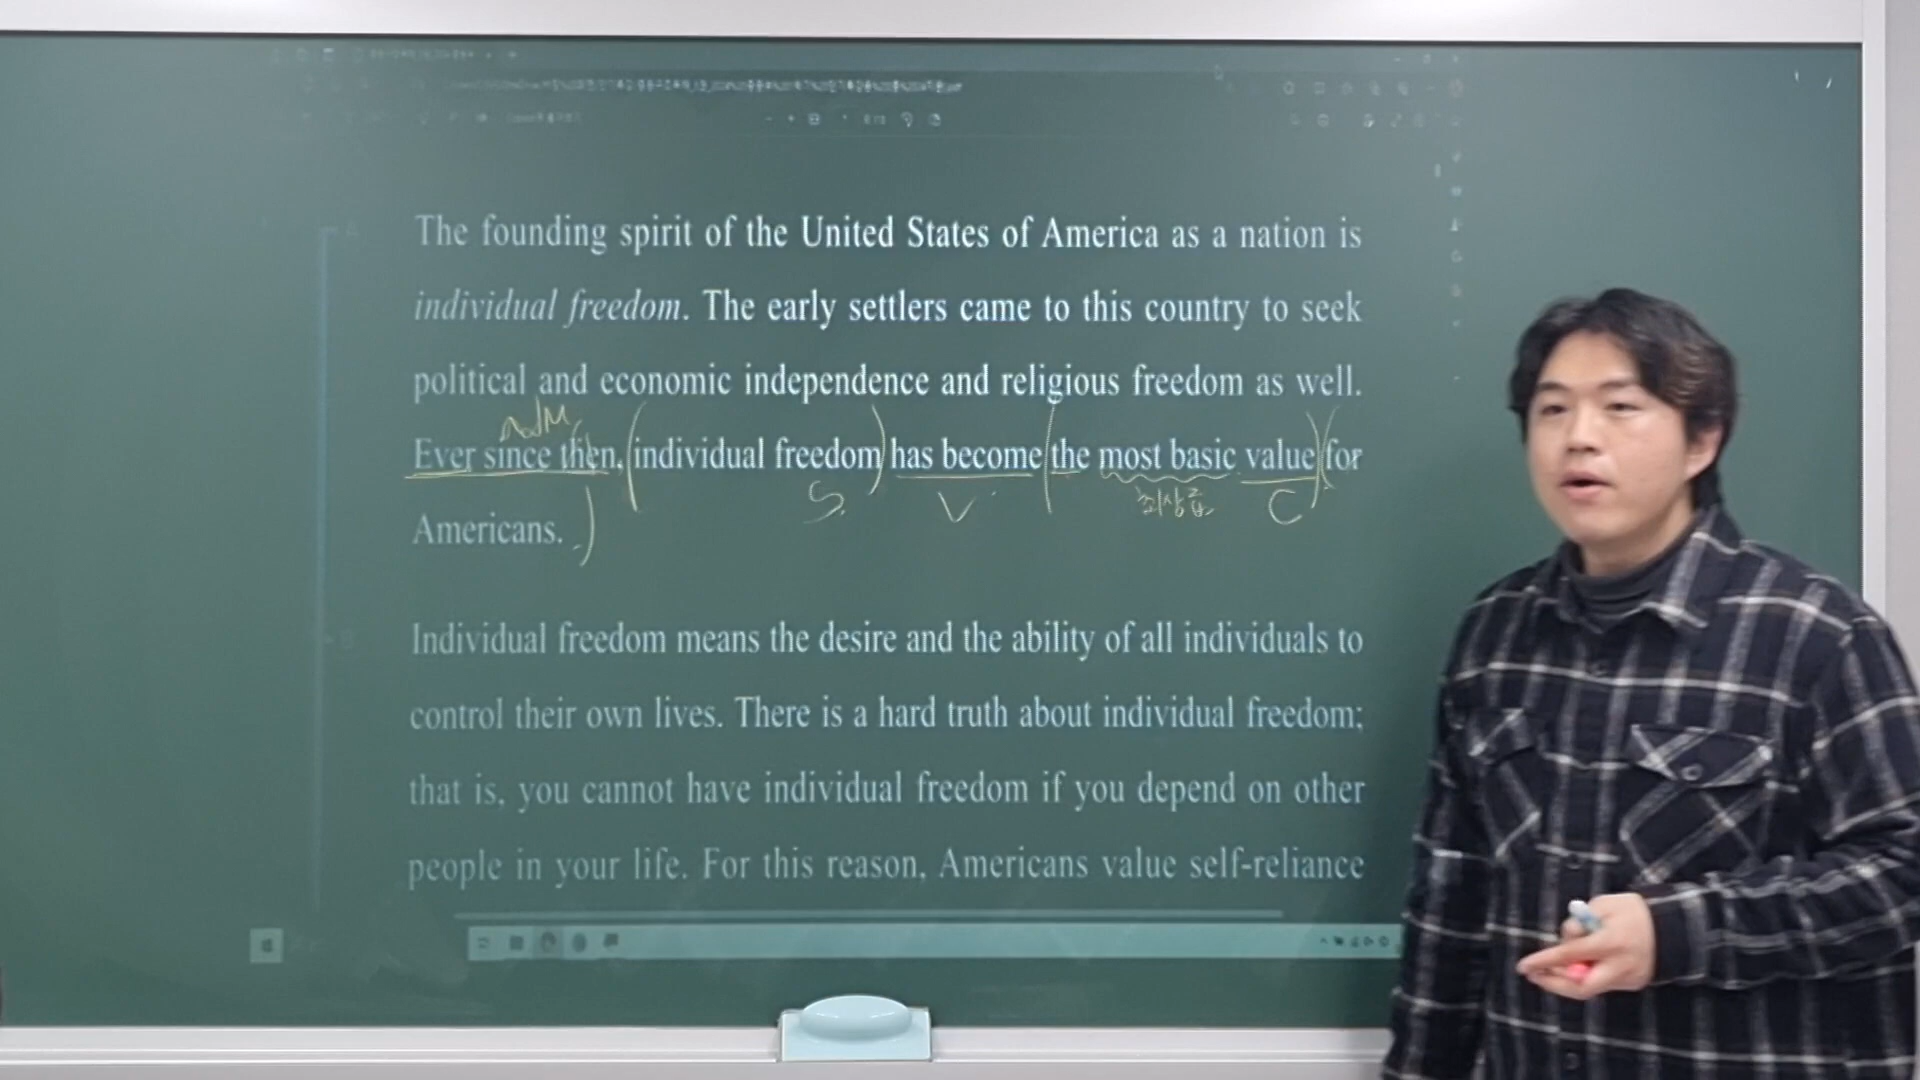 The founding spirit of the United States of America as a nation is
individual freedom. The early settlers came to this country to seek
political and economic independence and religious freedom as well.
Ever since then, individual freedom has become the most basic value for
S V 최상급 C
Americans.
Individual freedom means the desire and the ability of all individuals to
control their own lives. There is a hard truth about individual freedom;
that is, you cannot have individual freedom if you depend on other
people in your life. For this reason, Americans value self-reliance